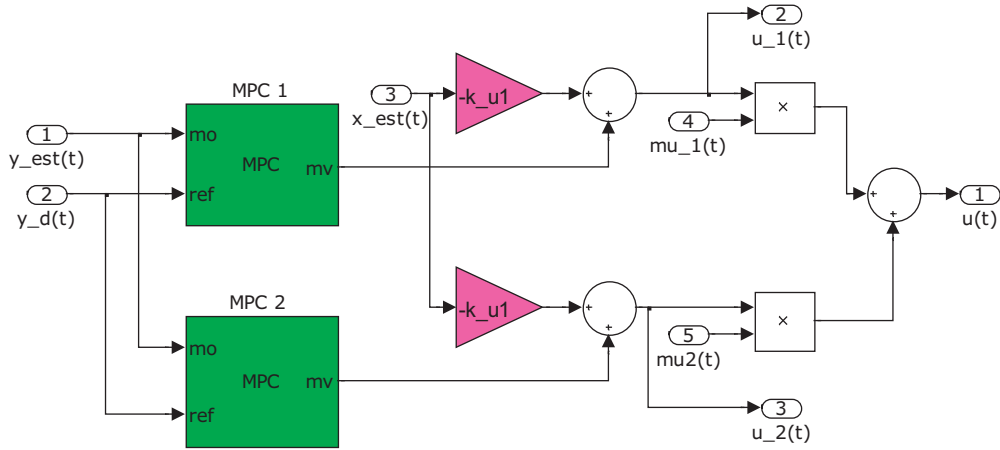 2
u_1(t)
MPC 1
3
x_est(t)
-k_u1
+
+
×
4
mu_1(t)
1
y_est(t)
2
y_d(t)
mo
MPC
mv
ref
+
+
1
u(t)
MPC 2
mo
MPC
mv
ref
-k_u1
+
+
×
5
mu2(t)
3
u_2(t)